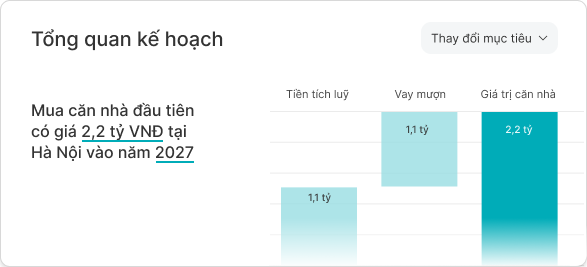 Tổng quan kế hoạch
Thay đổi mục tiêu
Mua căn nhà đầu tiên
có giá 2,2 tỷ VNĐ tại
Hà Nội vào năm 2027
Tiền tích luỹ
Vay mượn
Giá trị căn nhà
1,1 tỷ
1,1 tỷ
2,2 tỷ